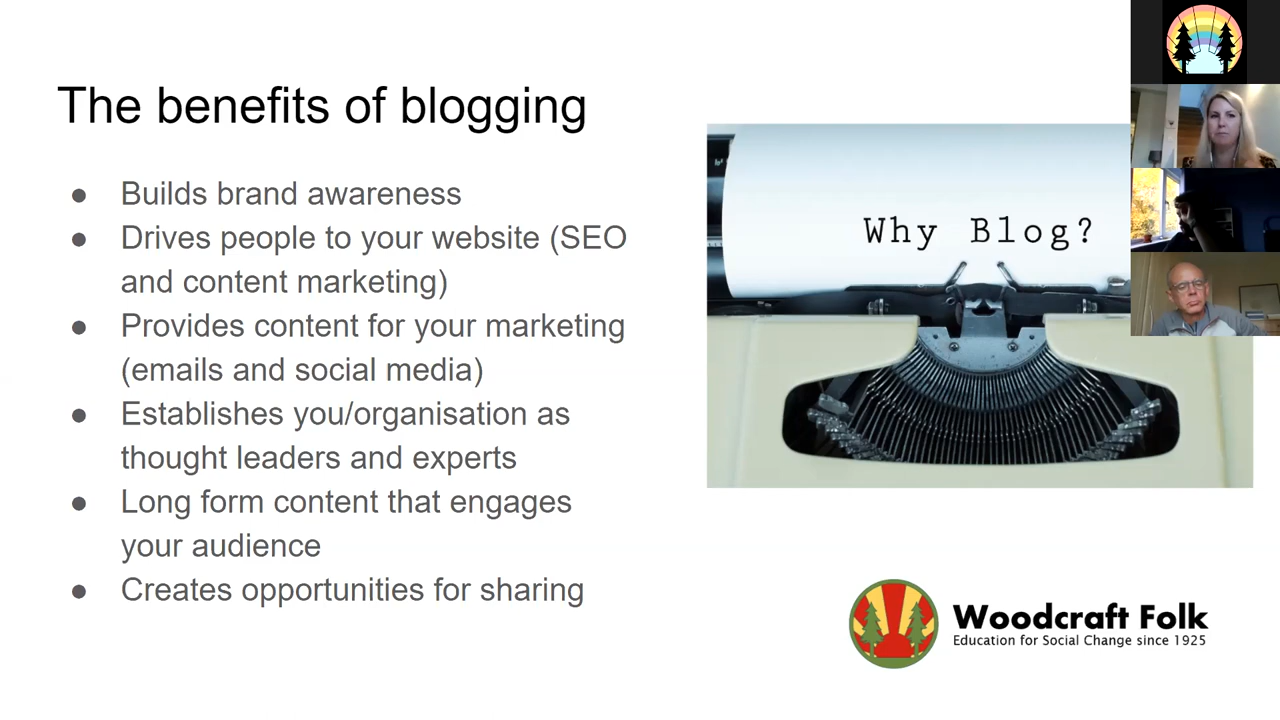 The benefits of blogging
● Builds brand awareness
● Drives people to your website (SEO
and content marketing)
● Provides content for your marketing
(emails and social media)
● Establishes you/organisation as
thought leaders and experts
● Long form content that engages
your audience
● Creates opportunities for sharing
Why Blog?
Woodcraft Folk
Education for Social Change since 1925